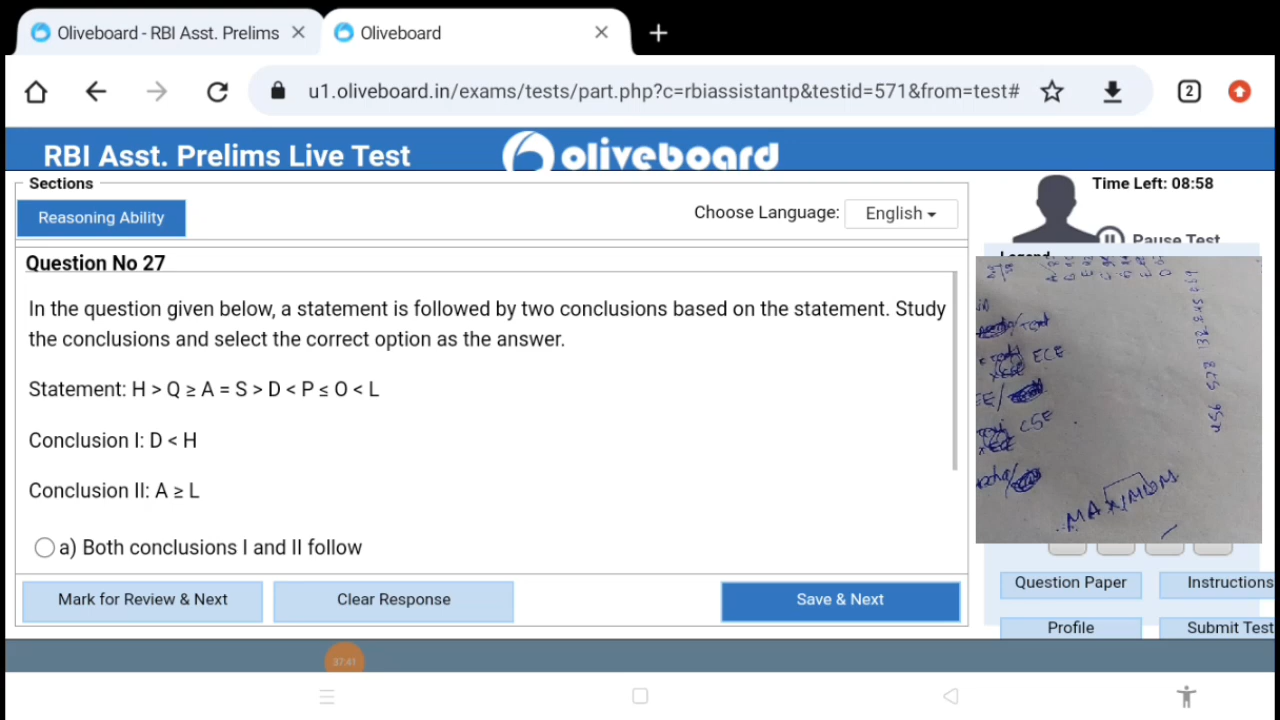 Oliveboard - RBI Asst. Prelims
Oliveboard
u1.oliveboard.in/exams/tests/part.php?c=rbiassistantp&testid=571&from=test#
2
RBI Asst. Prelims Live Test
oliveboard
Sections
Reasoning Ability
Choose Language:
English
Time Left: 08:58
Pause Test
Legend
Question No 27
In the question given below, a statement is followed by two conclusions based on the statement. Study
the conclusions and select the correct option as the answer.
Statement: H > Q ≥ A = S > D < P ≤ O < L
Conclusion I: D < H
Conclusion II: A ≥ L
a) Both conclusions I and II follow
ECE
CSE
MAXIMUM
Mark for Review & Next
Clear Response
Save & Next
Question Paper
Instructions
Profile
Submit Test
37:41